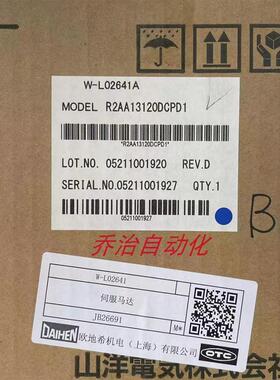 W-L02641A
MODEL R2AA13120DCPD1
*R2AA13120DCPD1*
LOT.NO. 05211001920 REV.D
SERIAL.NO.05211001927 QTY.1
05211001927
B
乔治自动化
W-L02641
伺服马达
JB26691
M*
DAIHEN 欧地希机电（上海）有限公司 OTC
山洋電気株式会